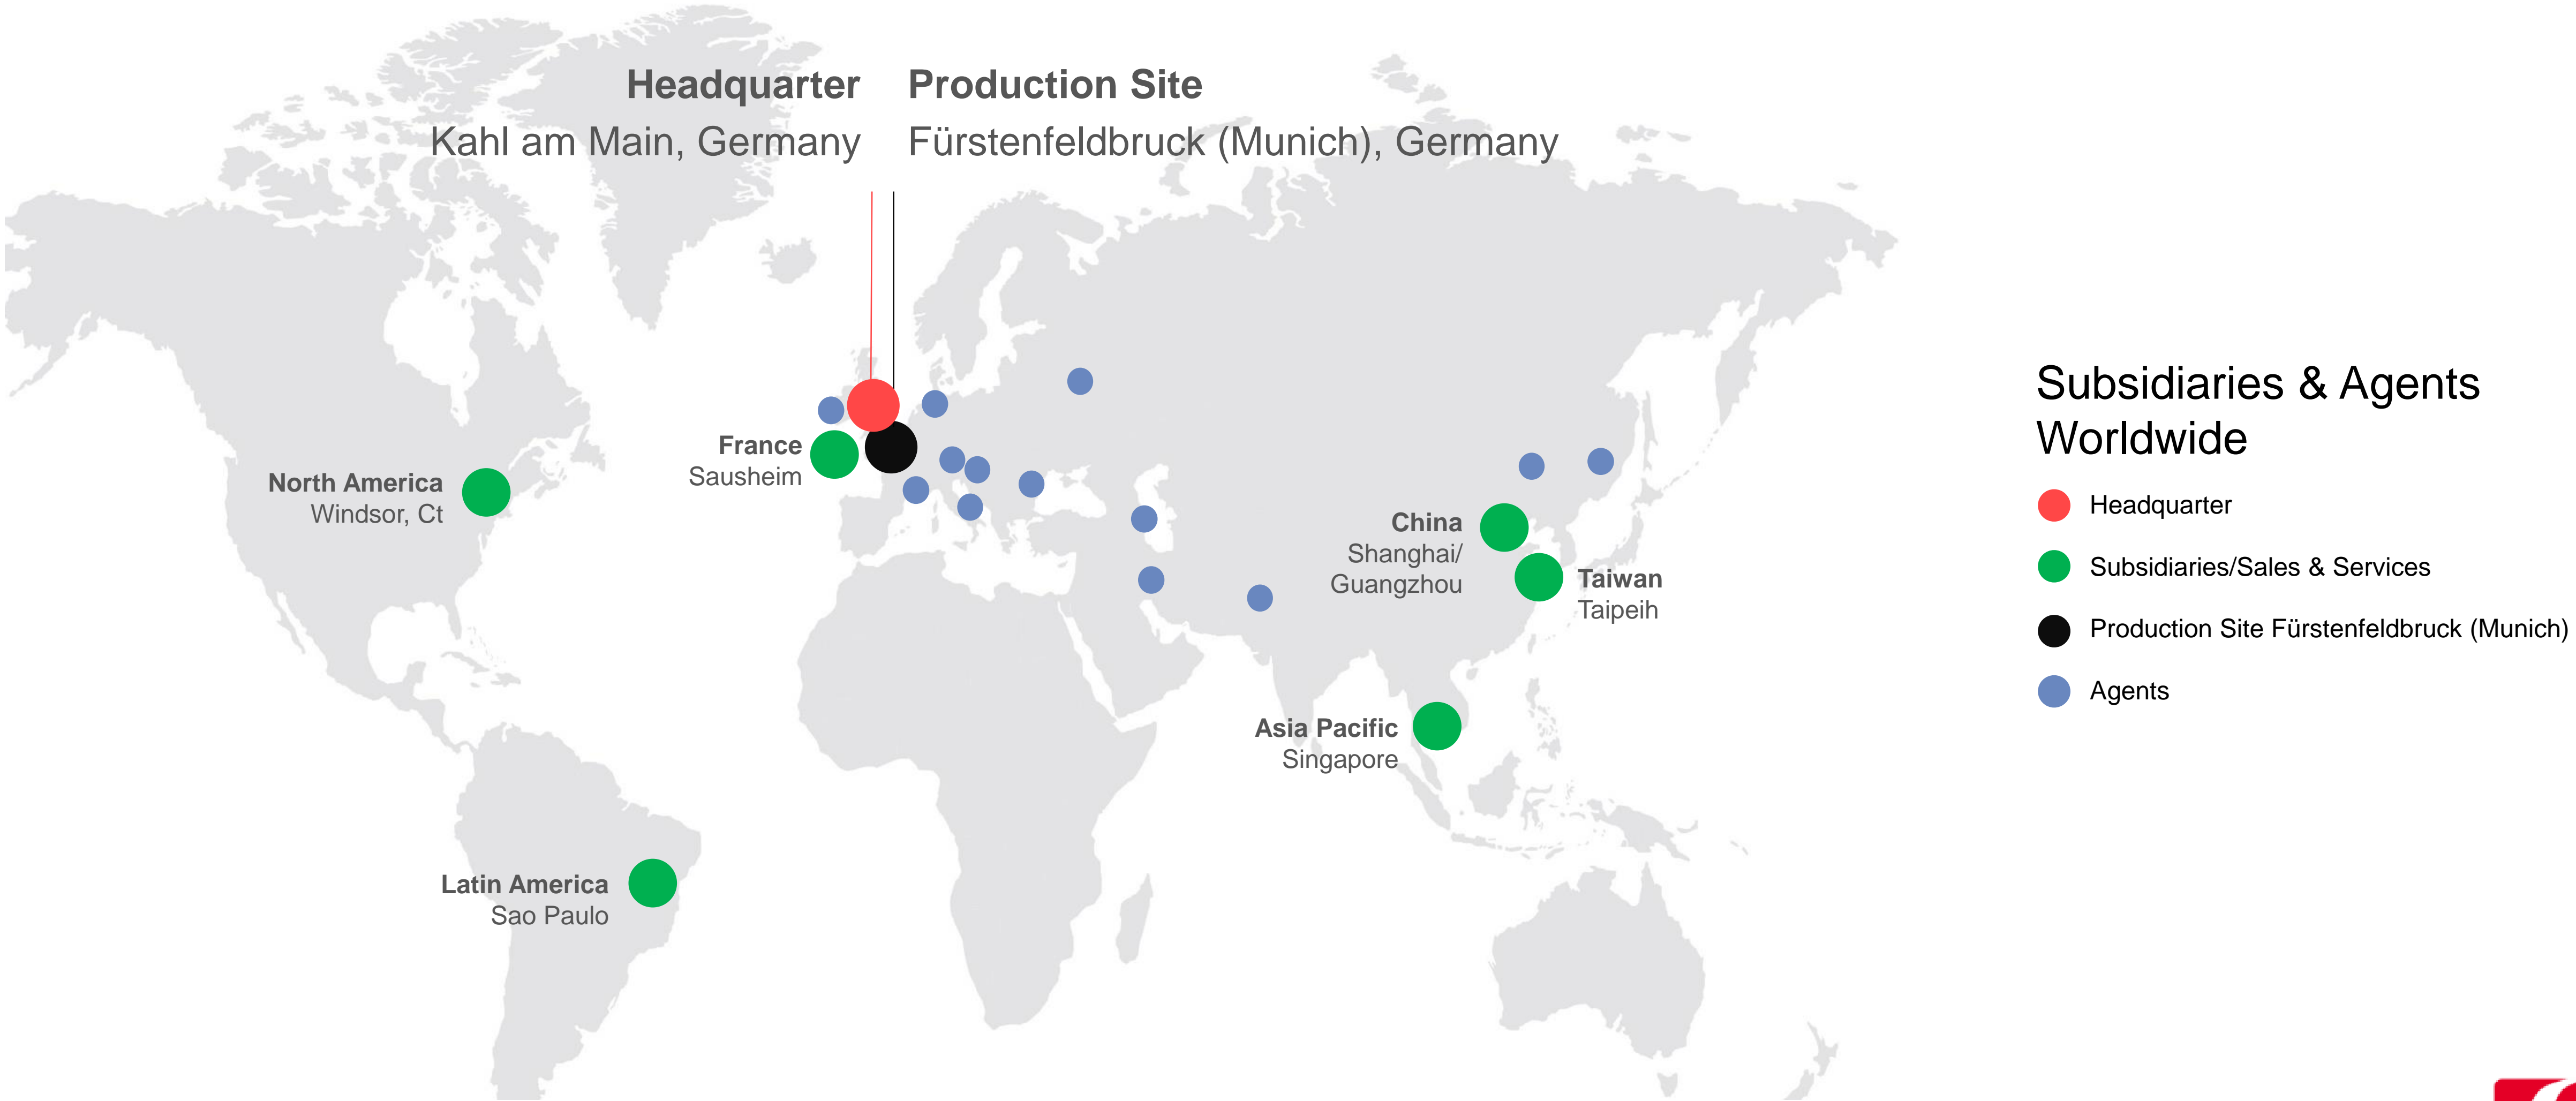 Headquarter
Kahl am Main, Germany
Production Site
Fürstenfeldbruck (Munich), Germany
France
Sausheim
North America
Windsor, Ct
China
Shanghai/
Guangzhou
Taiwan
Taipeih
Asia Pacific
Singapore
Latin America
Sao Paulo
Subsidiaries & Agents
Worldwide
Headquarter
Subsidiaries/Sales & Services
Production Site Fürstenfeldbruck (Munich)
Agents